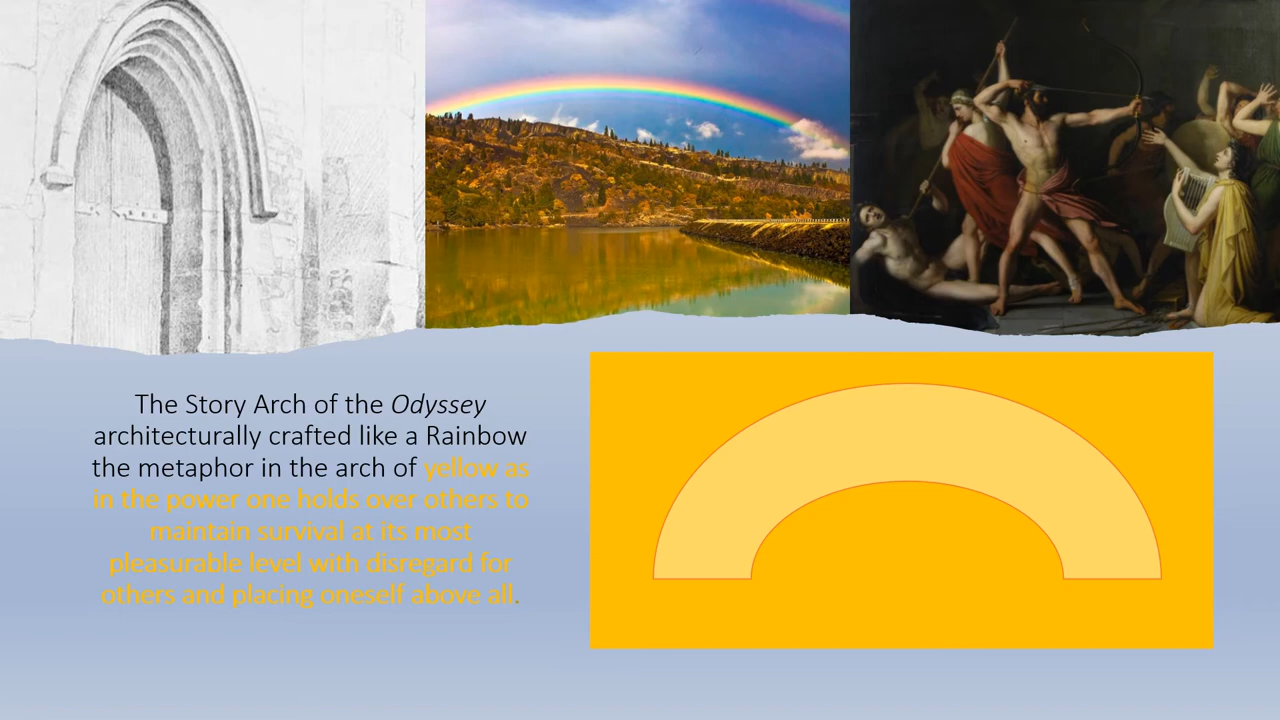 The Story Arch of the Odyssey
architecturally crafted like a Rainbow
the metaphor in the arch of yellow as
in the power one holds over others to
maintain survival at its most
pleasurable level with disregard for
others and placing oneself above all.